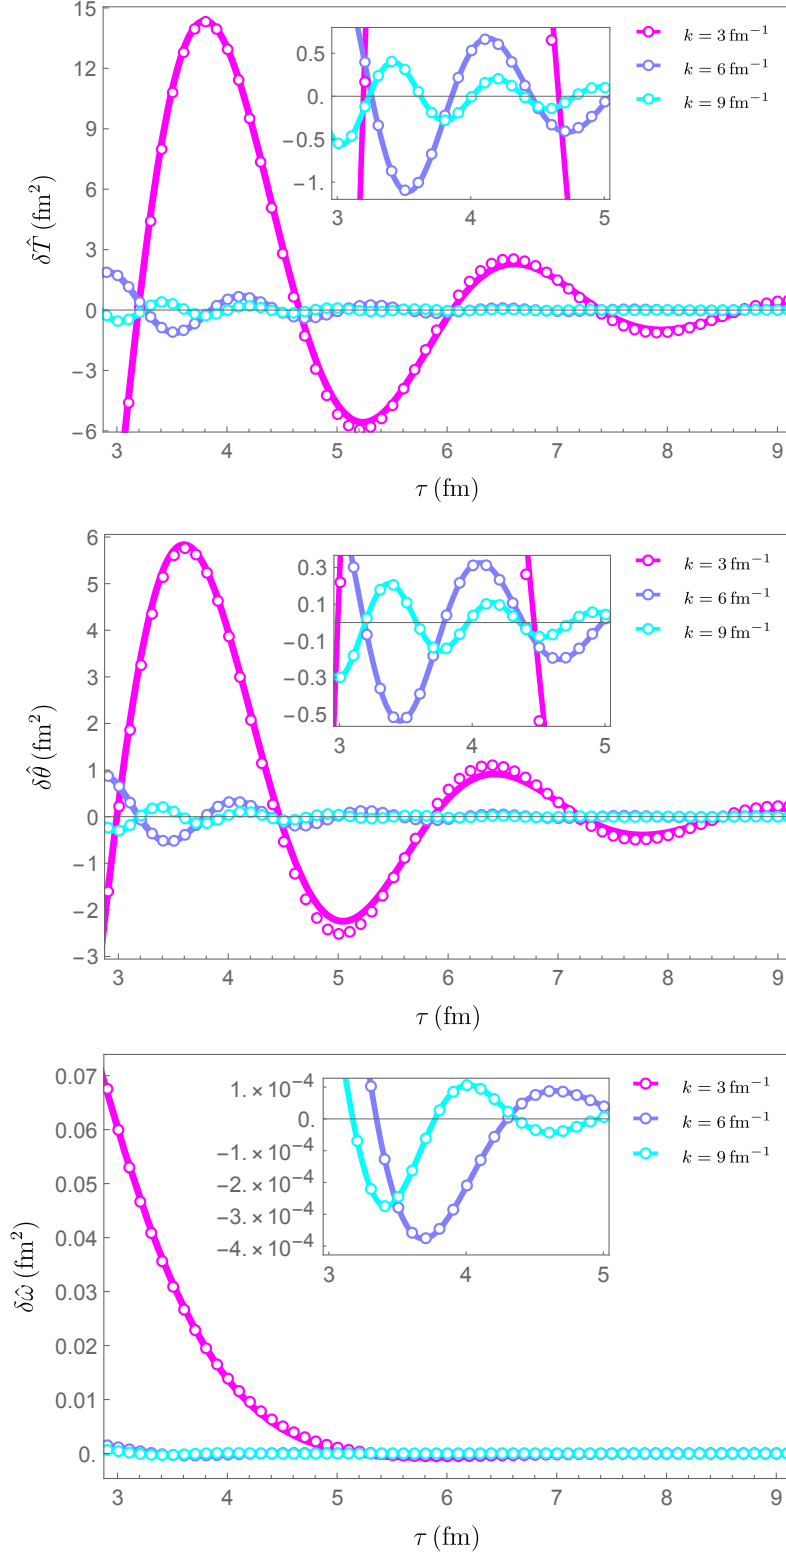 15
12
9
6
3
0
−3
−6
δT̂ (fm²)
0.5
0.
−0.5
−1.
3 4 5
k = 3 fm⁻¹
k = 6 fm⁻¹
k = 9 fm⁻¹
3 4 5 6 7 8 9
τ (fm)
6
5
4
3
2
1
0
−1
−2
−3
δθ̂ (fm²)
0.3
0.1
−0.1
−0.3
−0.5
3 4 5
k = 3 fm⁻¹
k = 6 fm⁻¹
k = 9 fm⁻¹
3 4 5 6 7 8 9
τ (fm)
0.07
0.06
0.05
0.04
0.03
0.02
0.01
0.
δω̂ (fm²)
1.×10⁻⁴
0.
−1.×10⁻⁴
−2.×10⁻⁴
−3.×10⁻⁴
−4.×10⁻⁴
3 4 5
k = 3 fm⁻¹
k = 6 fm⁻¹
k = 9 fm⁻¹
3 4 5 6 7 8 9
τ (fm)